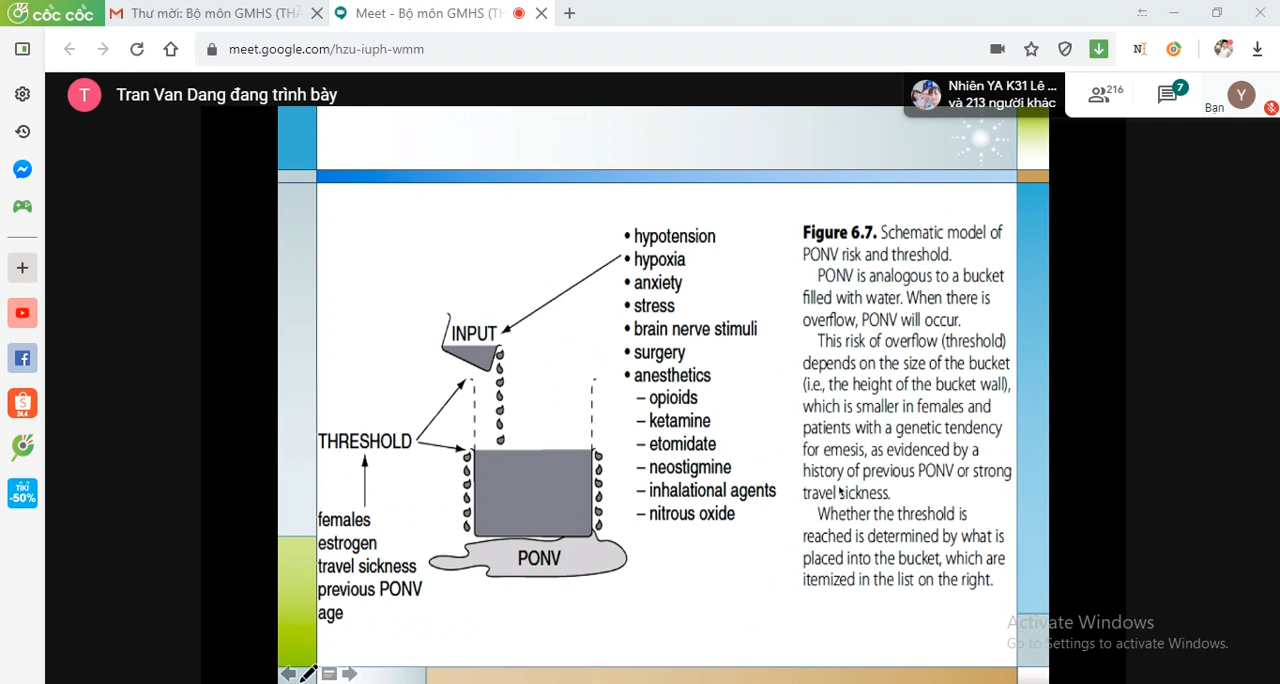 cốc cốc
Thư mời: Bộ môn GMHS (TH
Meet - Bộ môn GMHS (TH
meet.google.com/hzu-iuph-wmm
T
Tran Van Dang đang trình bày
Nhiên YA K31 Lê ...
và 213 người khác
216
7
Bạn
Y
INPUT
THRESHOLD
females
estrogen
travel sickness
previous PONV
age
PONV
• hypotension
• hypoxia
• anxiety
• stress
• brain nerve stimuli
• surgery
• anesthetics
– opioids
– ketamine
– etomidate
– neostigmine
– inhalational agents
– nitrous oxide
Figure 6.7. Schematic model of
PONV risk and threshold.
PONV is analogous to a bucket
filled with water. When there is
overflow, PONV will occur.
This risk of overflow (threshold)
depends on the size of the bucket
(i.e., the height of the bucket wall),
which is smaller in females and
patients with a genetic tendency
for emesis, as evidenced by a
history of previous PONV or strong
travel sickness.
Whether the threshold is
reached is determined by what is
placed into the bucket, which are
itemized in the list on the right.
Activate Windows
Go to Settings to activate Windows.
TIKI
-50%